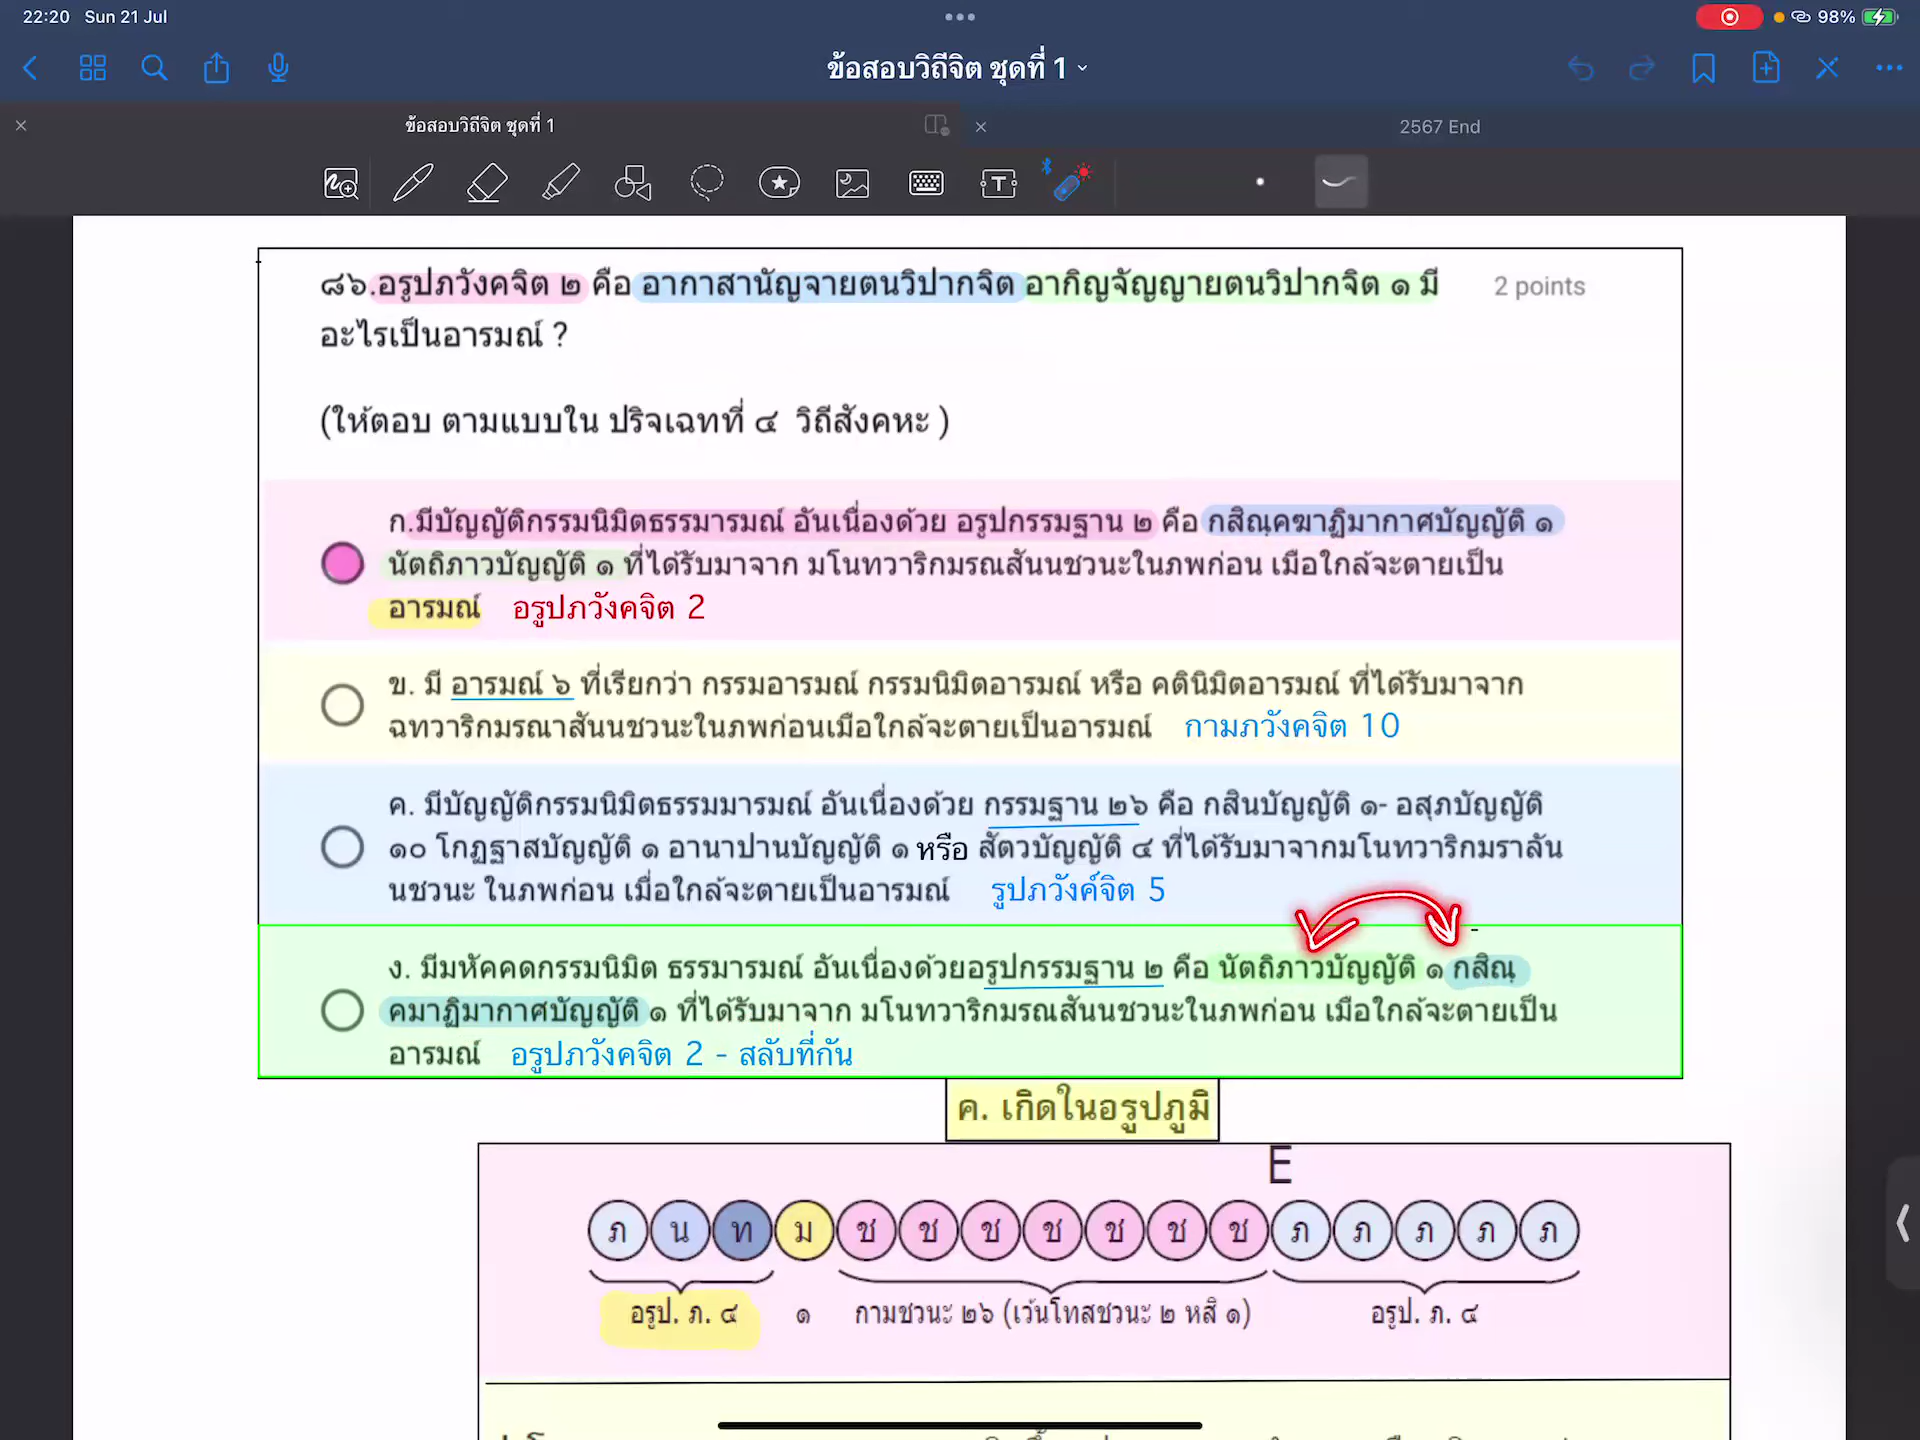 22:20 Sun 21 Jul
98%
ข้อสอบวิถีจิต ชุดที่ 1
ข้อสอบวิถีจิต ชุดที่ 1
2567 End
๘๖.อรูปภวังคจิต ๒ คือ อากาสานัญจายตนวิปากจิต อากิญจัญญายตนวิปากจิต ๑ มี
2 points
อะไรเป็นอารมณ์ ?
(ให้ตอบ ตามแบบใน ปริจเฉทที่ ๔ วิถีสังคหะ )
ก.มีบัญญัติกรรมนิมิตธรรมารมณ์ อันเนื่องด้วย อรูปกรรมฐาน ๒ คือ กสิณฺคฆาฏิมากาศบัญญัติ ๑
นัตถิภาวบัญญัติ ๑ ที่ได้รับมาจาก มโนทวาริกมรณสันนชวนะในภพก่อน เมือใกล้จะตายเป็น
อารมณ์ อรูปภวังคจิต 2
ข. มี อารมณ์ ๖ ที่เรียกว่า กรรมอารมณ์ กรรมนิมิตอารมณ์ หรือ คตินิมิตอารมณ์ ที่ได้รับมาจาก
ฉทวาริกมรณาสันนชวนะในภพก่อนเมือใกล้จะตายเป็นอารมณ์ กามภวังคจิต 10
ค. มีบัญญัติกรรมนิมิตธรรมมารมณ์ อันเนื่องด้วย กรรมฐาน ๒๖ คือ กสินบัญญัติ ๑- อสุภบัญญัติ
๑๐ โกฏฐาสบัญญัติ ๑ อานาปานบัญญัติ ๑ หรือ สัตวบัญญัติ ๔ ที่ได้รับมาจากมโนทวาริกมราลัน
นชวนะ ในภพก่อน เมื่อใกล้จะตายเป็นอารมณ์ รูปภวังค์จิต 5
ง. มีมหัคคดกรรมนิมิต ธรรมารมณ์ อันเนื่องด้วยอรูปกรรมฐาน ๒ คือ นัตถิภาวบัญญัติ ๑ กสิณฺ
คมาฏิมากาศบัญญัติ ๑ ที่ได้รับมาจาก มโนทวาริกมรณสันนชวนะในภพก่อน เมือใกล้จะตายเป็น
อารมณ์ อรูปภวังคจิต 2 - สลับที่กัน
ค. เกิดในอรูปภูมิ
E
ภ น ท ม ช ช ช ช ช ช ช ภ ภ ภ ภ ภ
อรูป. ภ. ๔ ๑ กามชวนะ ๒๖ (เว้นโทสชวนะ ๒ หสิ ๑) อรูป. ภ. ๔